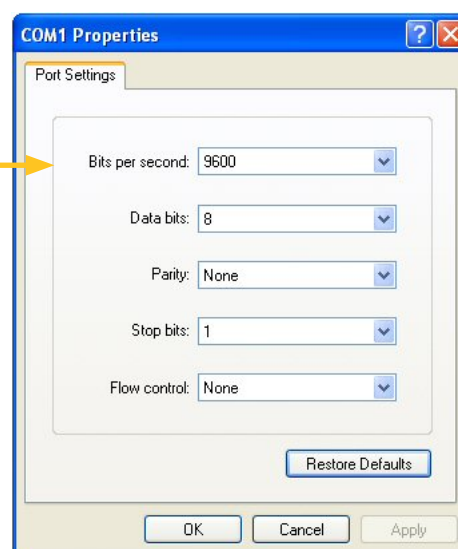 COM1 Properties
Port Settings
Bits per second: 9600
Data bits: 8
Parity: None
Stop bits: 1
Flow control: None
Restore Defaults
OK Cancel Apply